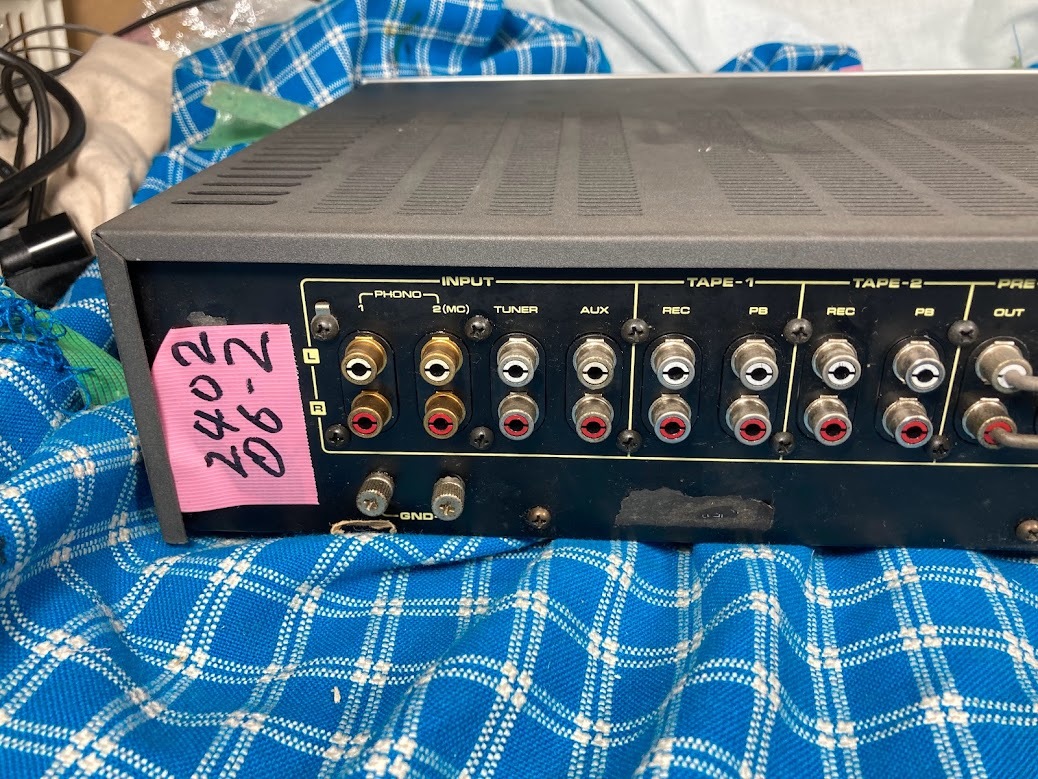 INPUT
TAPE-1
TAPE-2
PRE-
PHONO
1
2(MC)
TUNER
AUX
REC
PB
REC
PB
OUT
L
R
GND
2402
06-2